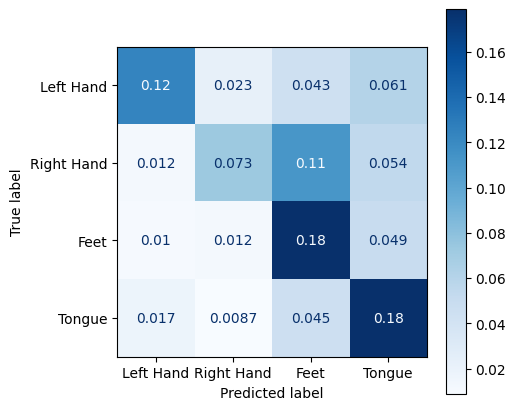 Left Hand 0.12 0.023 0.043 0.061
Right Hand 0.012 0.073 0.11 0.054
Feet 0.01 0.012 0.18 0.049
Tongue 0.017 0.0087 0.045 0.18
Left Hand Right Hand Feet Tongue
Predicted label
True label
0.16
0.14
0.12
0.10
0.08
0.06
0.04
0.02